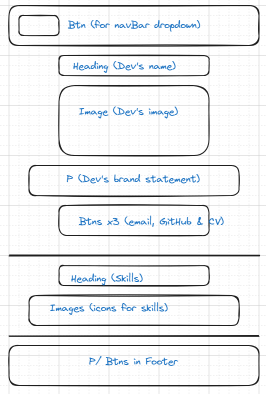 Btn (for navBar dropdown)
Heading (Dev's name)
Image (Dev's image)
P (Dev's brand statement)
Btns x3 (email, GitHub & CV)
Heading (Skills)
Images (icons for skills)
P/ Btns in Footer